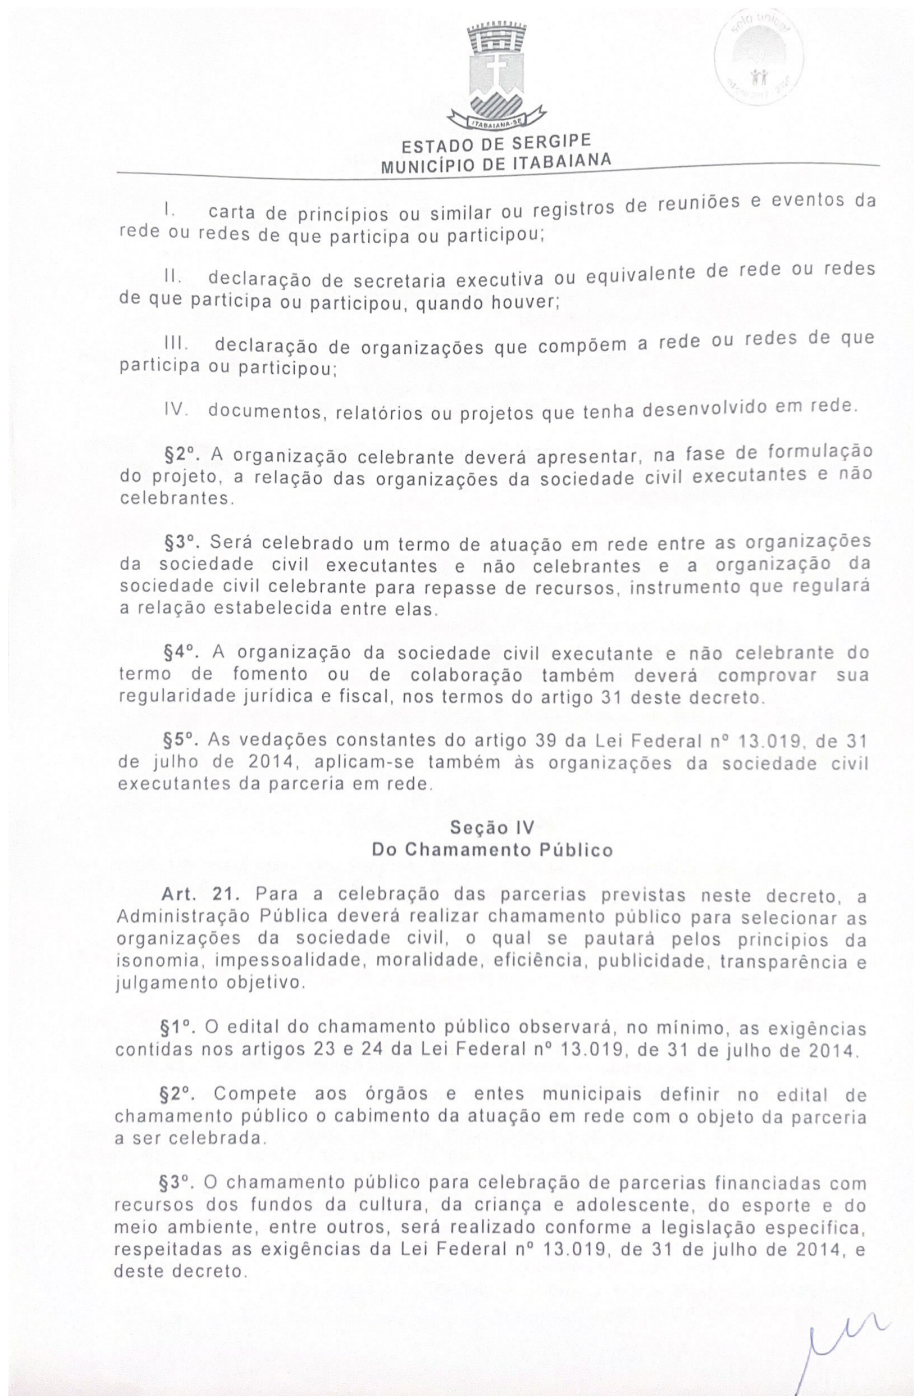 selo unicef
ITABAIANA-SE
ESTADO DE SERGIPE
MUNICÍPIO DE ITABAIANA
I. carta de princípios ou similar ou registros de reuniões e eventos da
rede ou redes de que participa ou participou;
II. declaração de secretaria executiva ou equivalente de rede ou redes
de que participa ou participou, quando houver;
III. declaração de organizações que compõem a rede ou redes de que
participa ou participou;
IV. documentos, relatórios ou projetos que tenha desenvolvido em rede.
§2º. A organização celebrante deverá apresentar, na fase de formulação
do projeto, a relação das organizações da sociedade civil executantes e não
celebrantes.
§3º. Será celebrado um termo de atuação em rede entre as organizações
da sociedade civil executantes e não celebrantes e a organização da
sociedade civil celebrante para repasse de recursos, instrumento que regulará
a relação estabelecida entre elas.
§4º. A organização da sociedade civil executante e não celebrante do
termo de fomento ou de colaboração também deverá comprovar sua
regularidade jurídica e fiscal, nos termos do artigo 31 deste decreto.
§5º. As vedações constantes do artigo 39 da Lei Federal nº 13.019, de 31
de julho de 2014, aplicam-se também às organizações da sociedade civil
executantes da parceria em rede.
Seção IV
Do Chamamento Público
Art. 21. Para a celebração das parcerias previstas neste decreto, a
Administração Pública deverá realizar chamamento público para selecionar as
organizações da sociedade civil, o qual se pautará pelos princípios da
isonomia, impessoalidade, moralidade, eficiência, publicidade, transparência e
julgamento objetivo.
§1º. O edital do chamamento público observará, no mínimo, as exigências
contidas nos artigos 23 e 24 da Lei Federal nº 13.019, de 31 de julho de 2014.
§2º. Compete aos órgãos e entes municipais definir no edital de
chamamento público o cabimento da atuação em rede com o objeto da parceria
a ser celebrada.
§3º. O chamamento público para celebração de parcerias financiadas com
recursos dos fundos da cultura, da criança e adolescente, do esporte e do
meio ambiente, entre outros, será realizado conforme a legislação especifica,
respeitadas as exigências da Lei Federal nº 13.019, de 31 de julho de 2014, e
deste decreto.